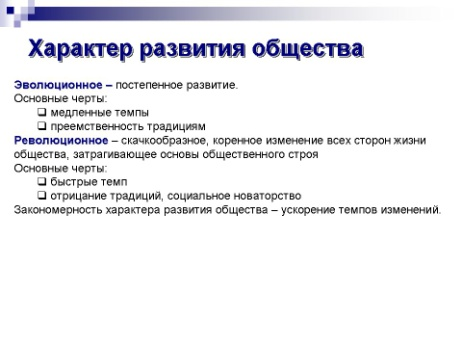 Характер развития общества
Эволюционное – постепенное развитие.
Основные черты:
медленные темпы
преемственность традициям
Революционное – скачкообразное, коренное изменение всех сторон жизни
общества, затрагивающее основы общественного строя
Основные черты:
быстрые темп
отрицание традиций, социальное новаторство
Закономерность характера развития общества – ускорение темпов изменений.